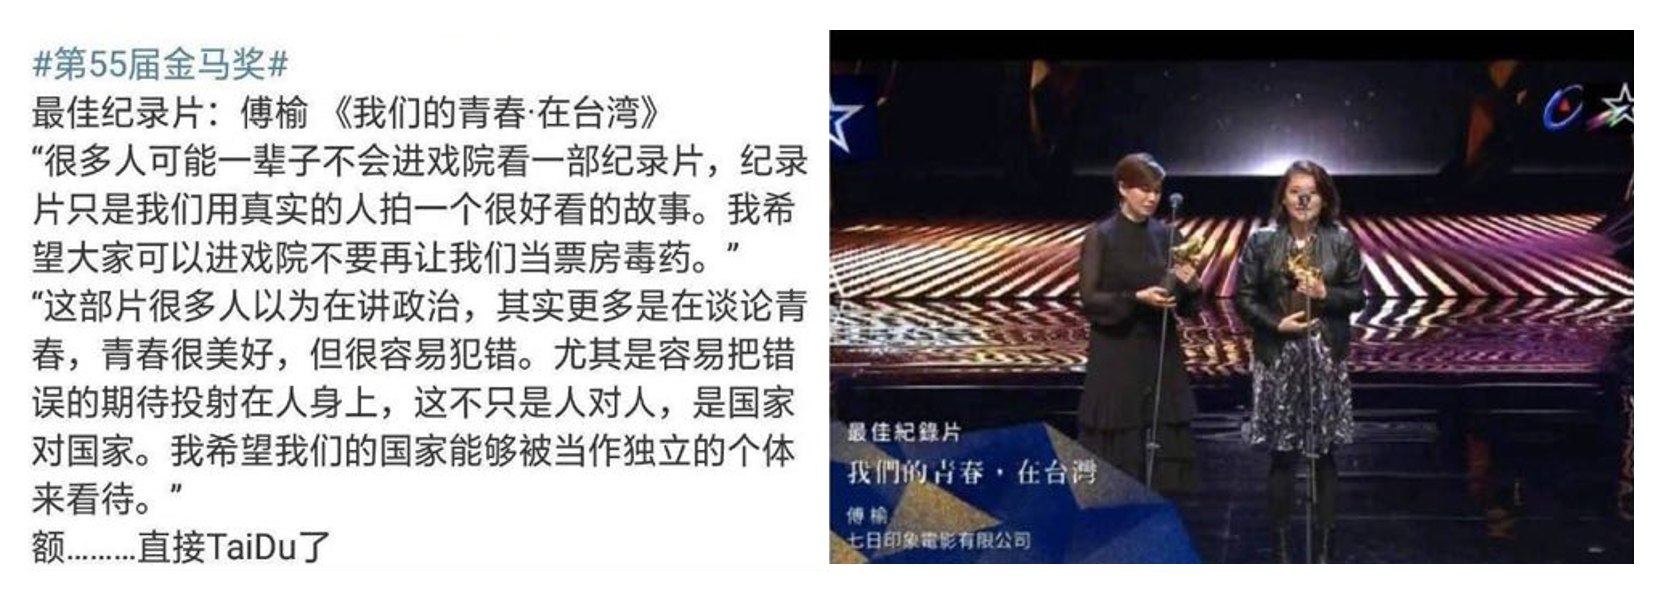 #第55届金马奖#
最佳纪录片：傅榆 《我们的青春·在台湾》
“很多人可能一辈子不会进戏院看一部纪录片，纪录
片只是我们用真实的人拍一个很好看的故事。我希
望大家可以进戏院不要再让我们当票房毒药。”
“这部片很多人以为在讲政治，其实更多是在谈论青
春，青春很美好，但很容易犯错。尤其是容易把错
误的期待投射在人身上，这不只是人对人，是国家
对国家。我希望我们的国家能够被当作独立的个体
来看待。”
额………直接TaiDu了
最佳紀錄片
我們的青春，在台灣
傅榆
七日印象電影有限公司